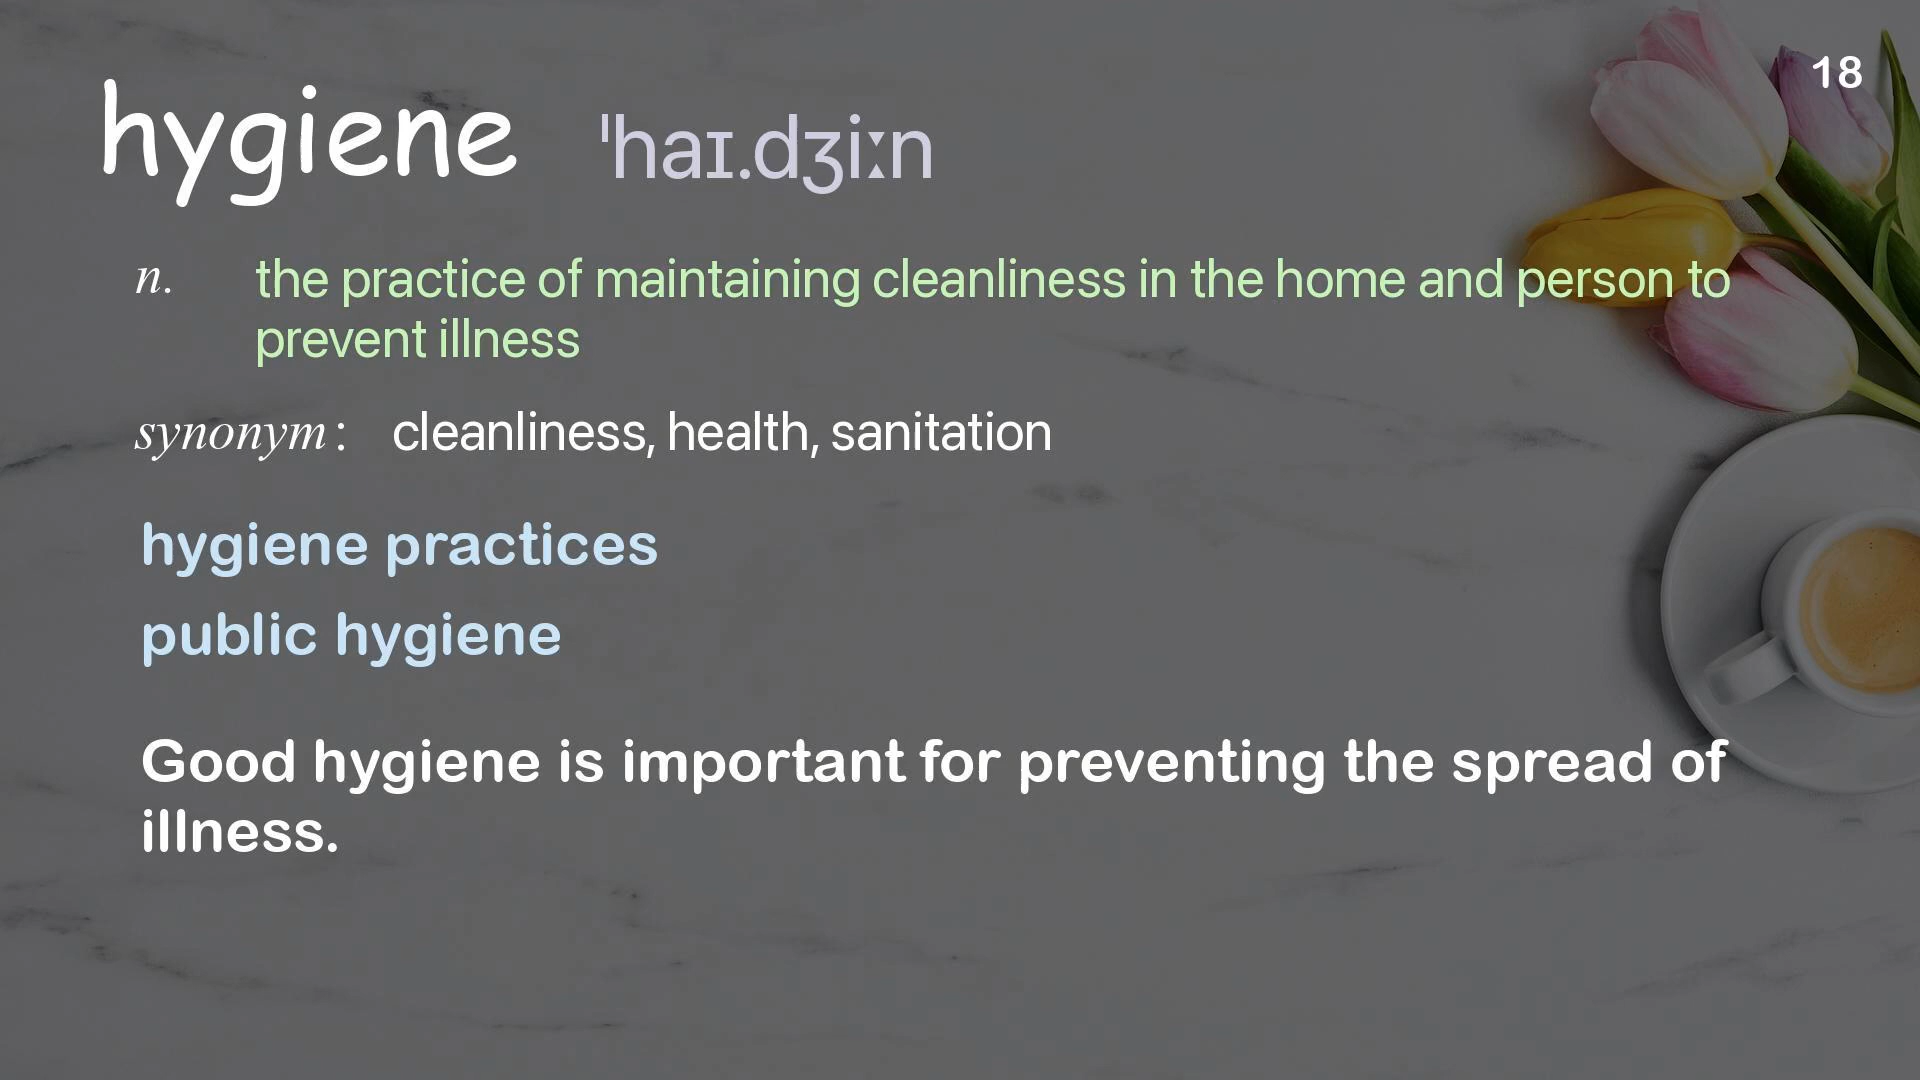 18
hygiene ˈhaɪ.dʒiːn
n. the practice of maintaining cleanliness in the home and person to
prevent illness
synonym: cleanliness, health, sanitation
hygiene practices
public hygiene
Good hygiene is important for preventing the spread of
illness.